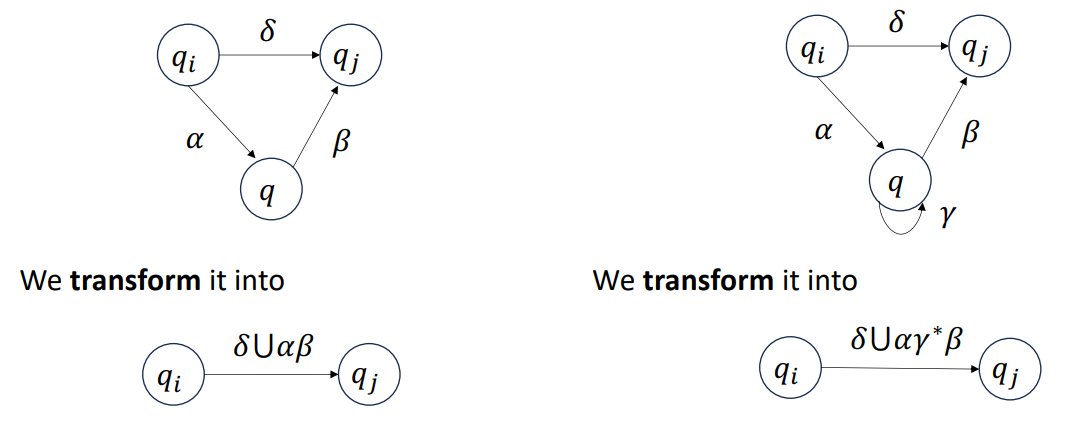 δ
q_i
q_j
α
β
q
We transform it into
δ∪αβ
q_i
q_j
δ
q_i
q_j
α
β
q
γ
We transform it into
δ∪αγ*β
q_i
q_j